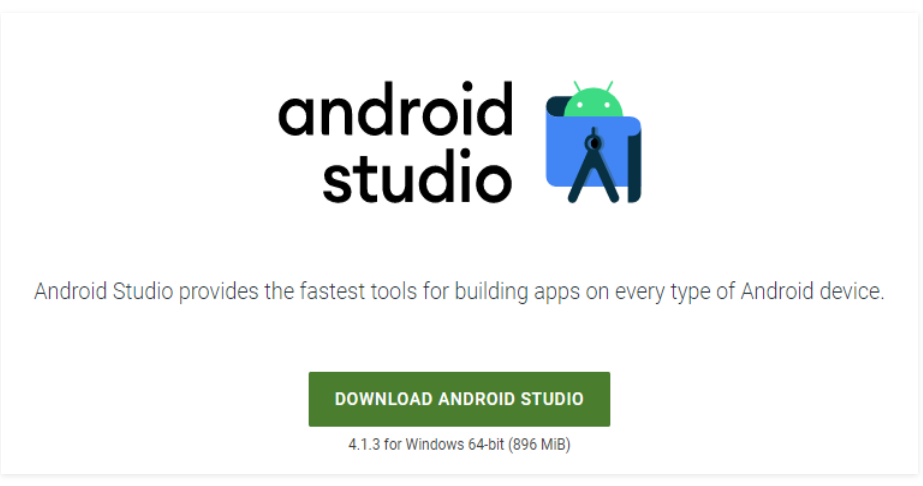 android
studio
Android Studio provides the fastest tools for building apps on every type of Android device.
DOWNLOAD ANDROID STUDIO
4.1.3 for Windows 64-bit (896 MiB)